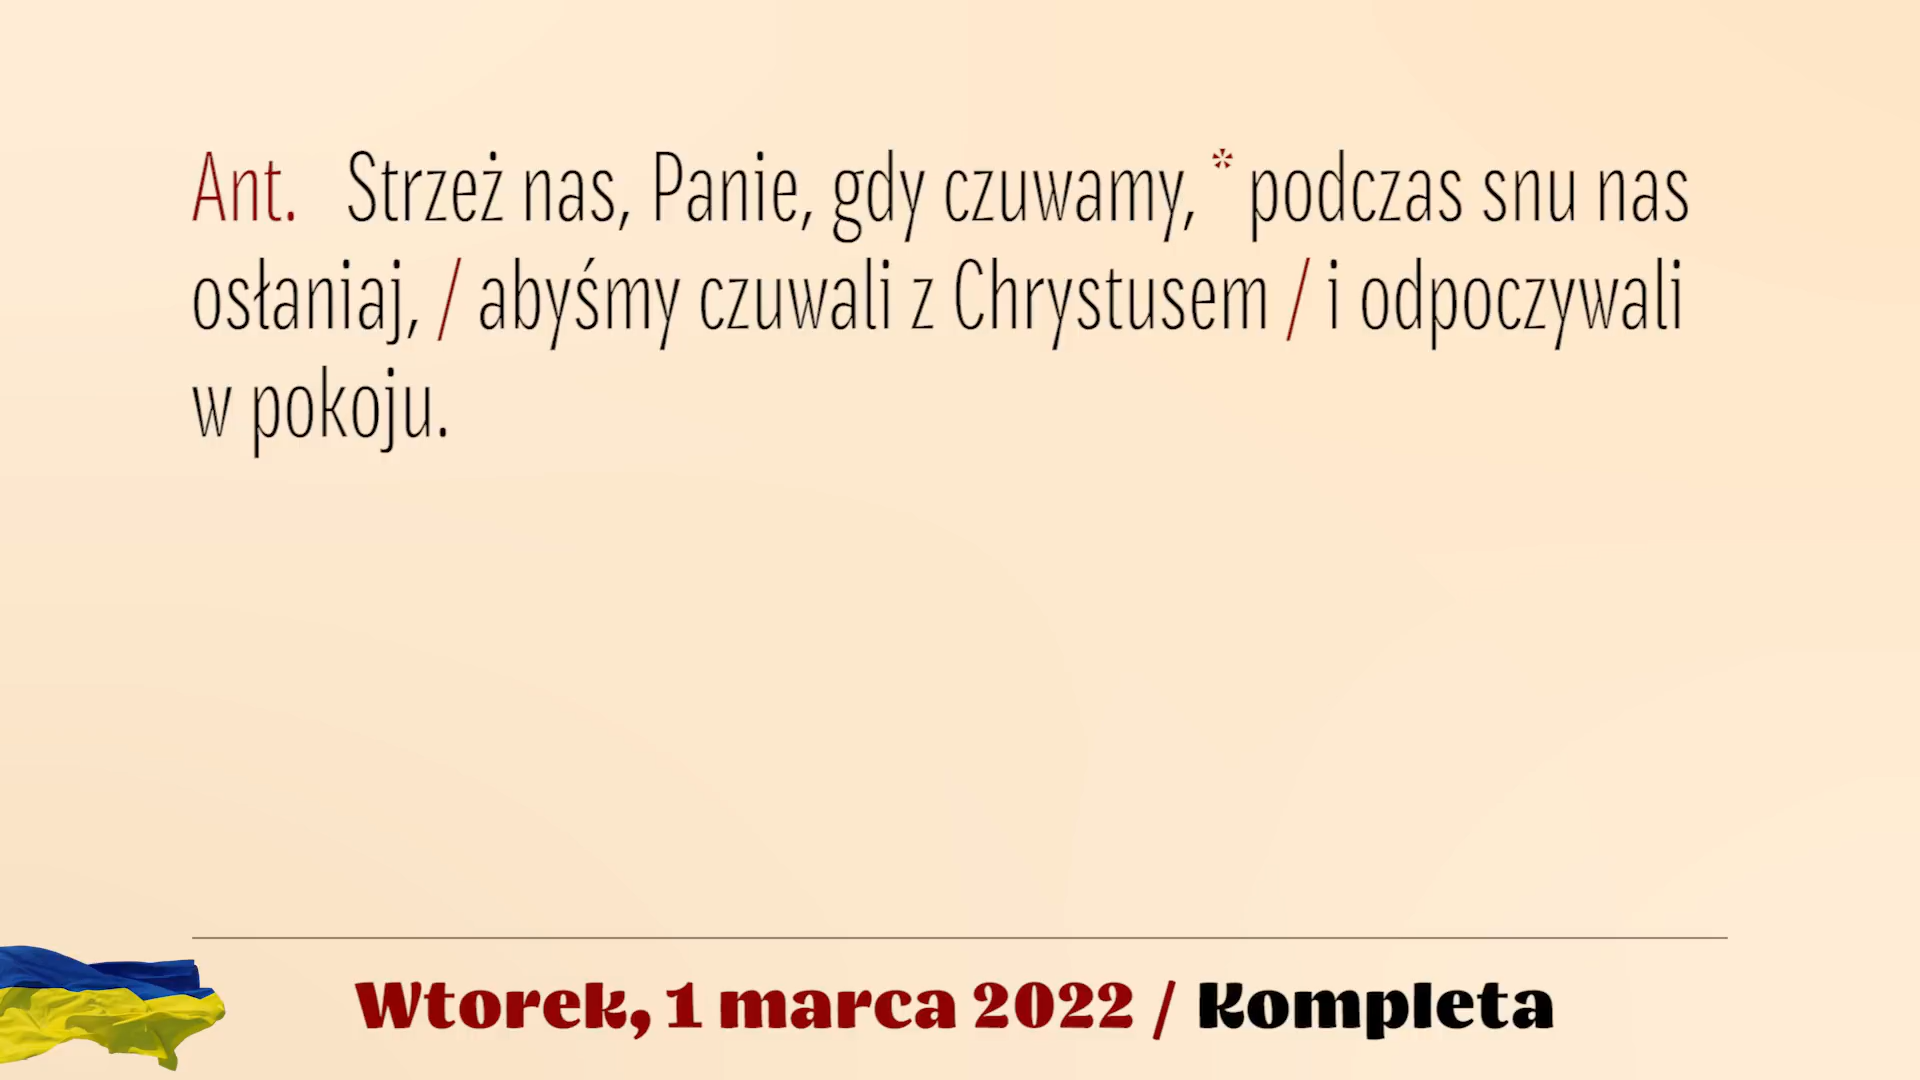 Ant. Strzeż nas, Panie, gdy czuwamy, * podczas snu nas
osłaniaj, / abyśmy czuwali z Chrystusem / i odpoczywali
w pokoju.
Wtorek, 1 marca 2022 / Kompleta